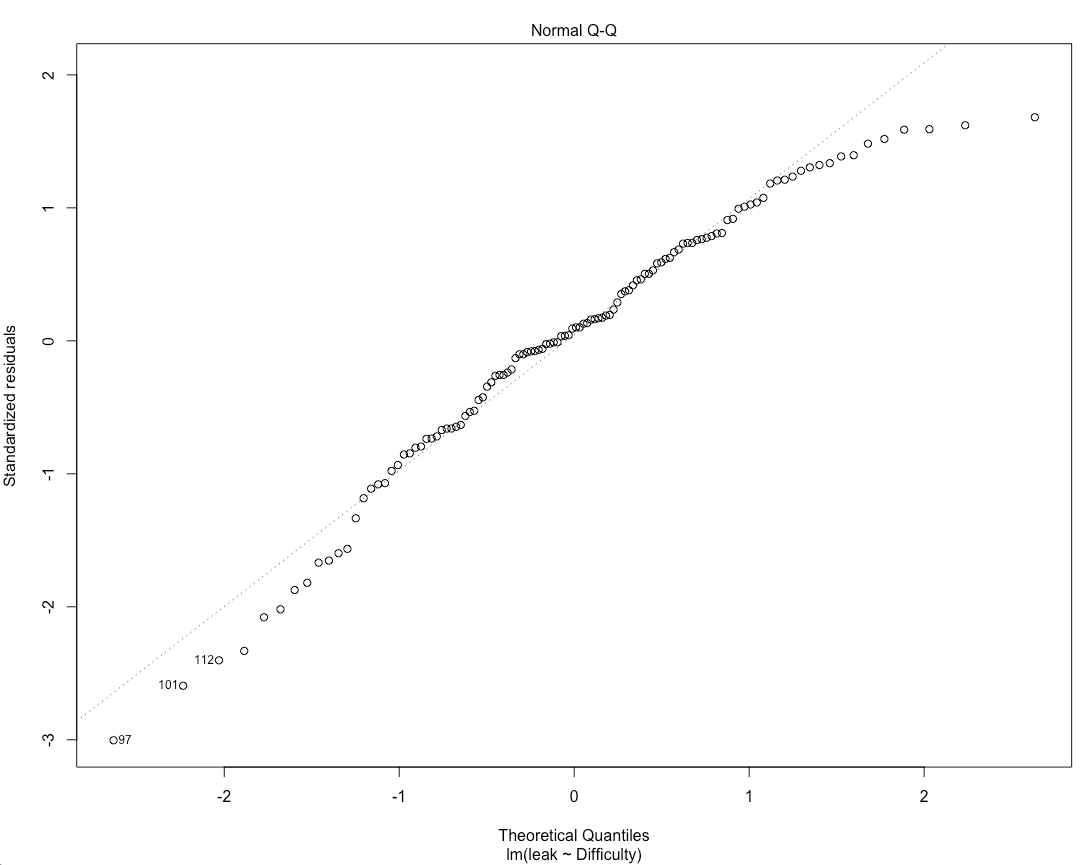 Normal Q-Q
Standardized residuals
2
1
0
-1
-2
-3
112
101
97
-2 -1 0 1 2
Theoretical Quantiles
lm(leak ~ Difficulty)